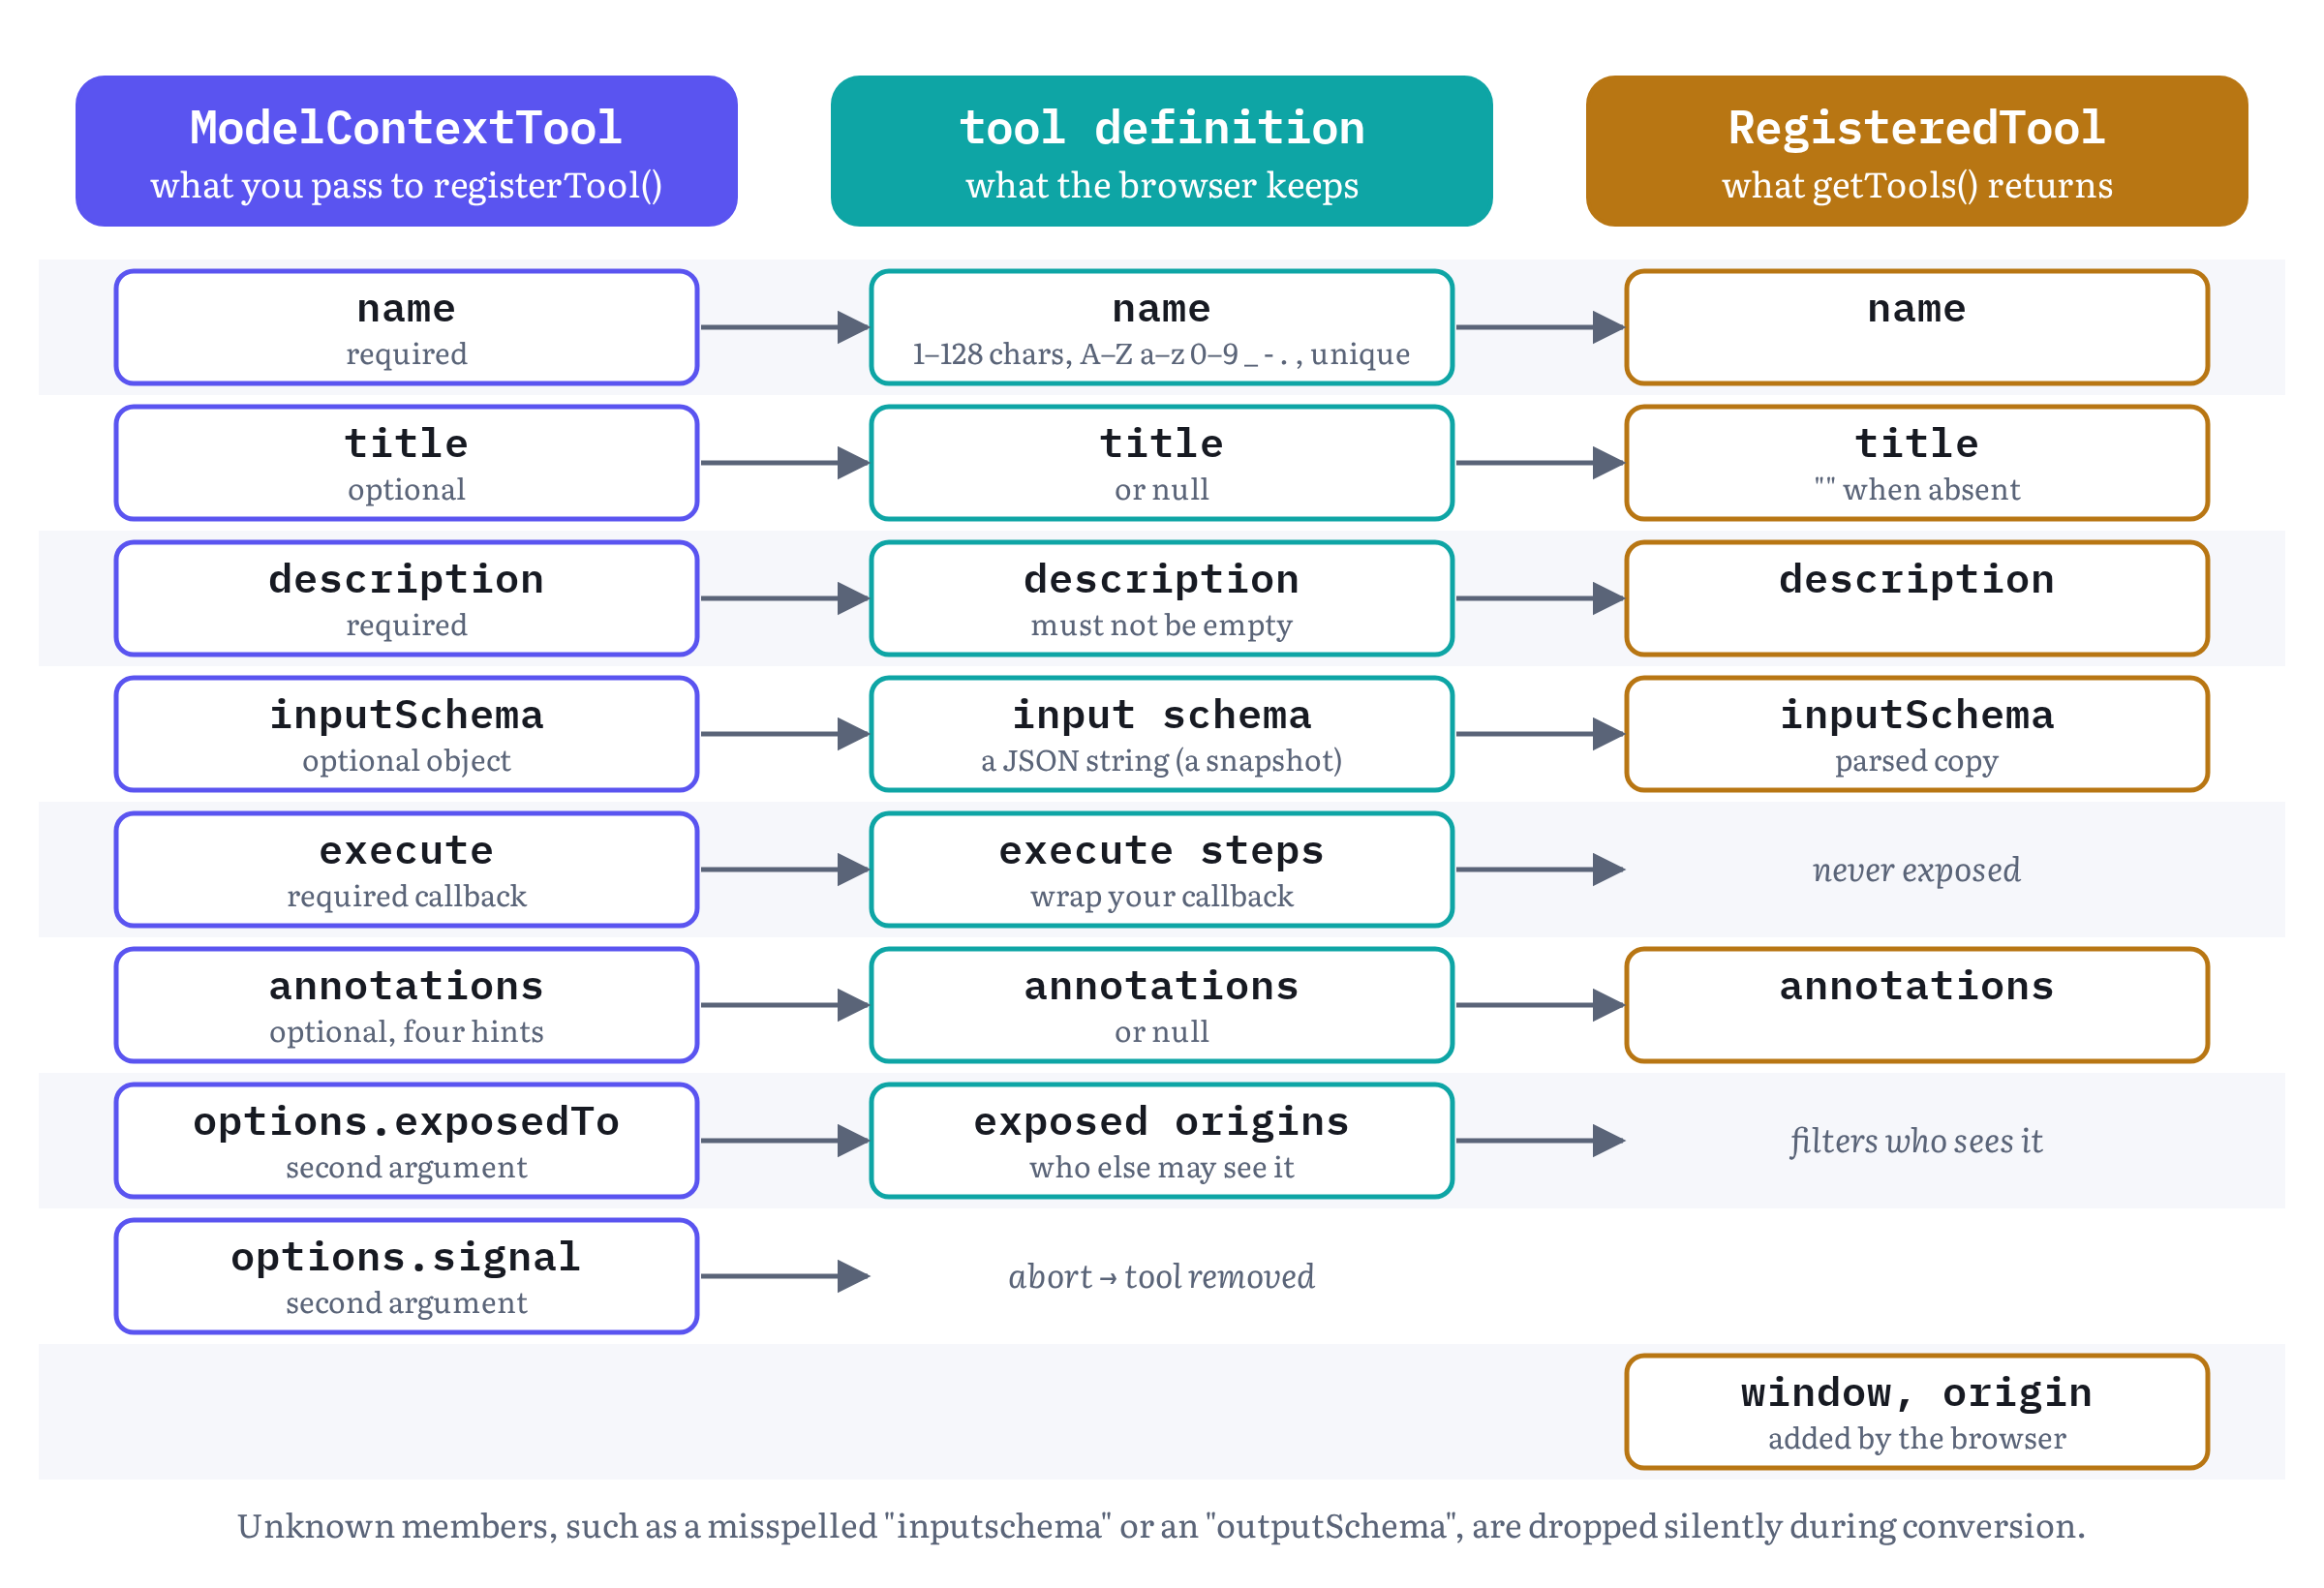 ModelContextTool
what you pass to registerTool()
tool definition
what the browser keeps
RegisteredTool
what getTools() returns
name
required
name
1–128 chars, A–Z a–z 0–9 _ - . , unique
name
title
optional
title
or null
title
"" when absent
description
required
description
must not be empty
description
inputSchema
optional object
input schema
a JSON string (a snapshot)
inputSchema
parsed copy
execute
required callback
execute steps
wrap your callback
never exposed
annotations
optional, four hints
annotations
or null
annotations
options.exposedTo
second argument
exposed origins
who else may see it
filters who sees it
options.signal
second argument
abort → tool removed
window, origin
added by the browser
Unknown members, such as a misspelled "inputschema" or an "outputSchema", are dropped silently during conversion.